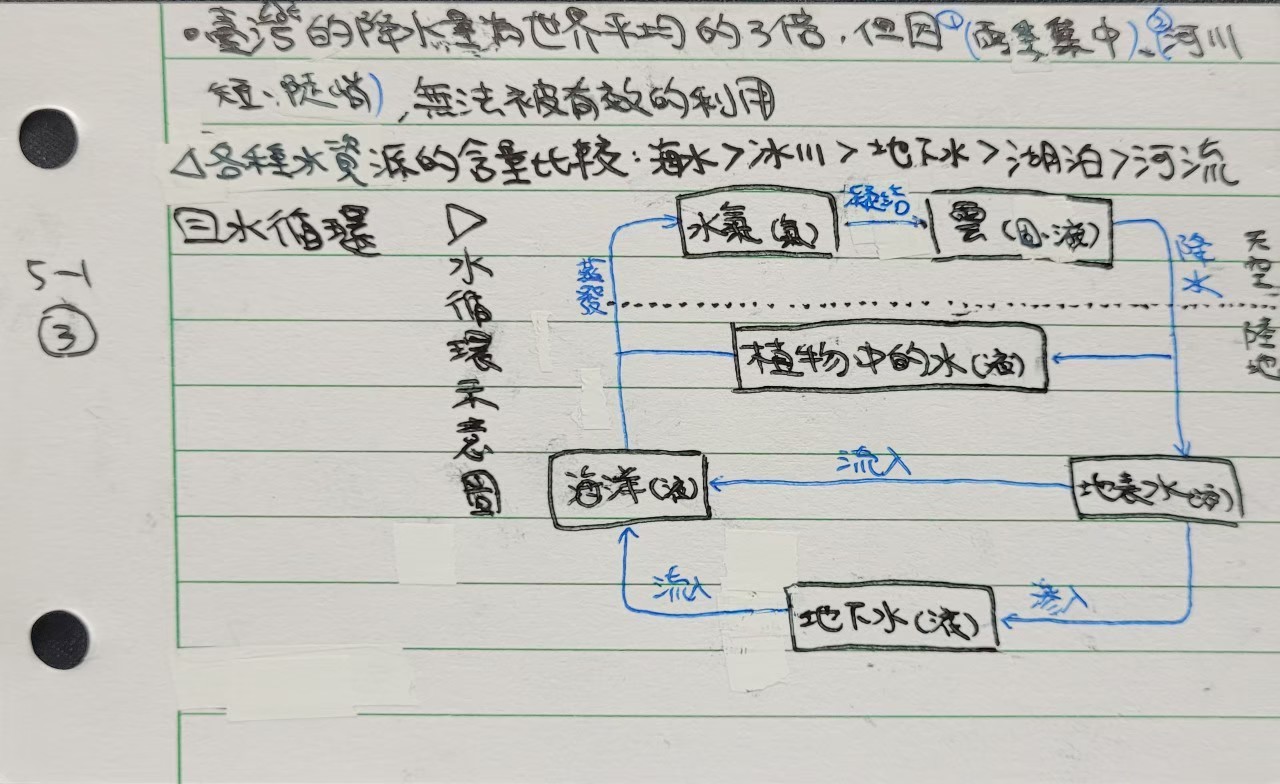 •臺灣的降水量為世界平均的3倍,但因①(雨量集中)、②(河川
短、陡峭),無法被有效的利用
△各種水資源的含量比較:海水>冰川>地下水>湖泊>河流
三水循環
▷水循環示意圖
水氣(氣)
凝結
雲(固、液)
蒸發
降水
天空
陸地
植物中的水(液)
海洋(液)
流入
地表水(液)
流入
地下水(液)
滲入
5-1
③